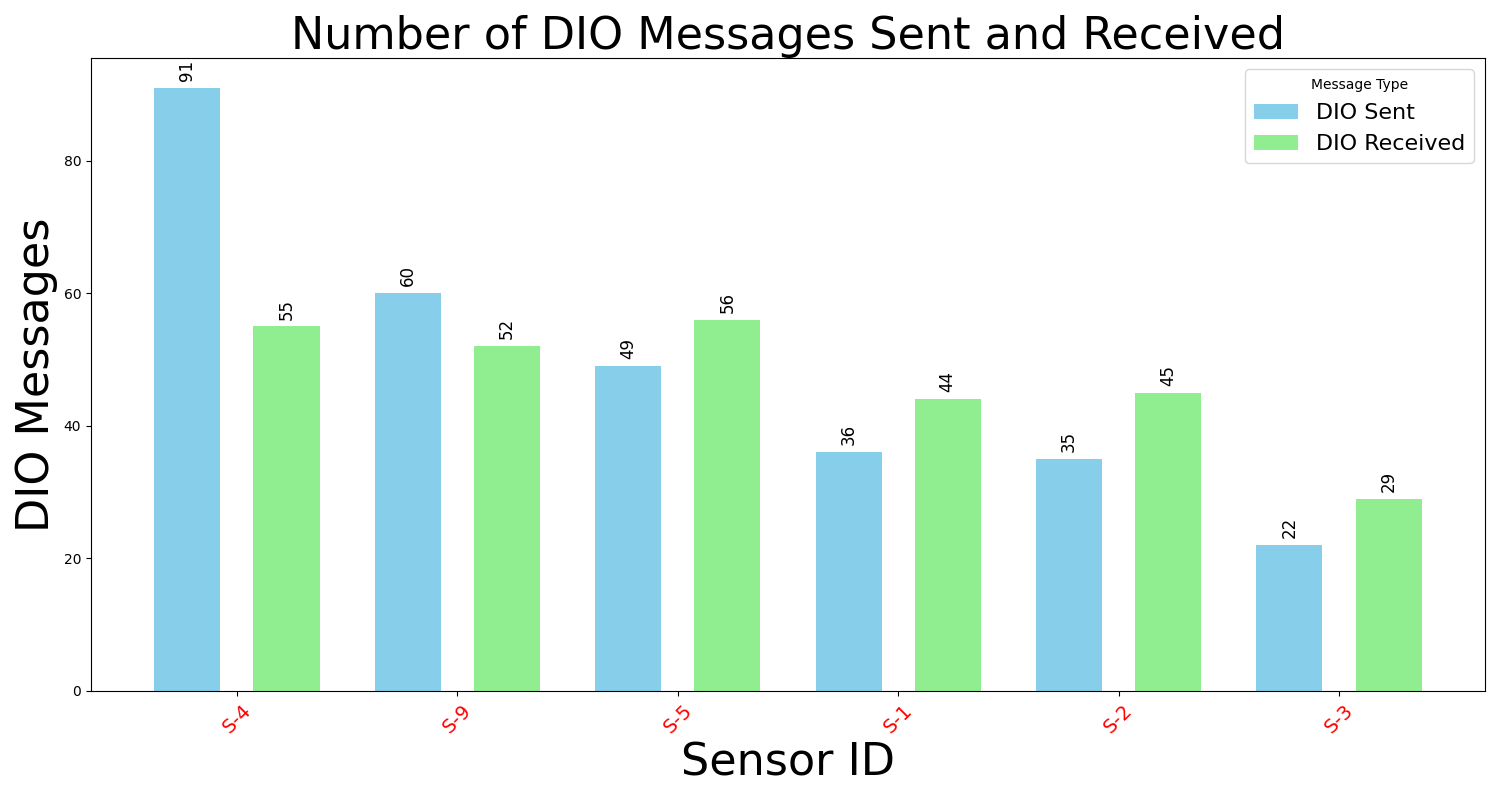 Number of DIO Messages Sent and Received
Message Type
DIO Sent
DIO Received
DIO Messages
80
60
40
20
0
91
55
60
52
49
56
36
44
35
45
22
29
S-4
S-9
S-5
S-1
S-2
S-3
Sensor ID